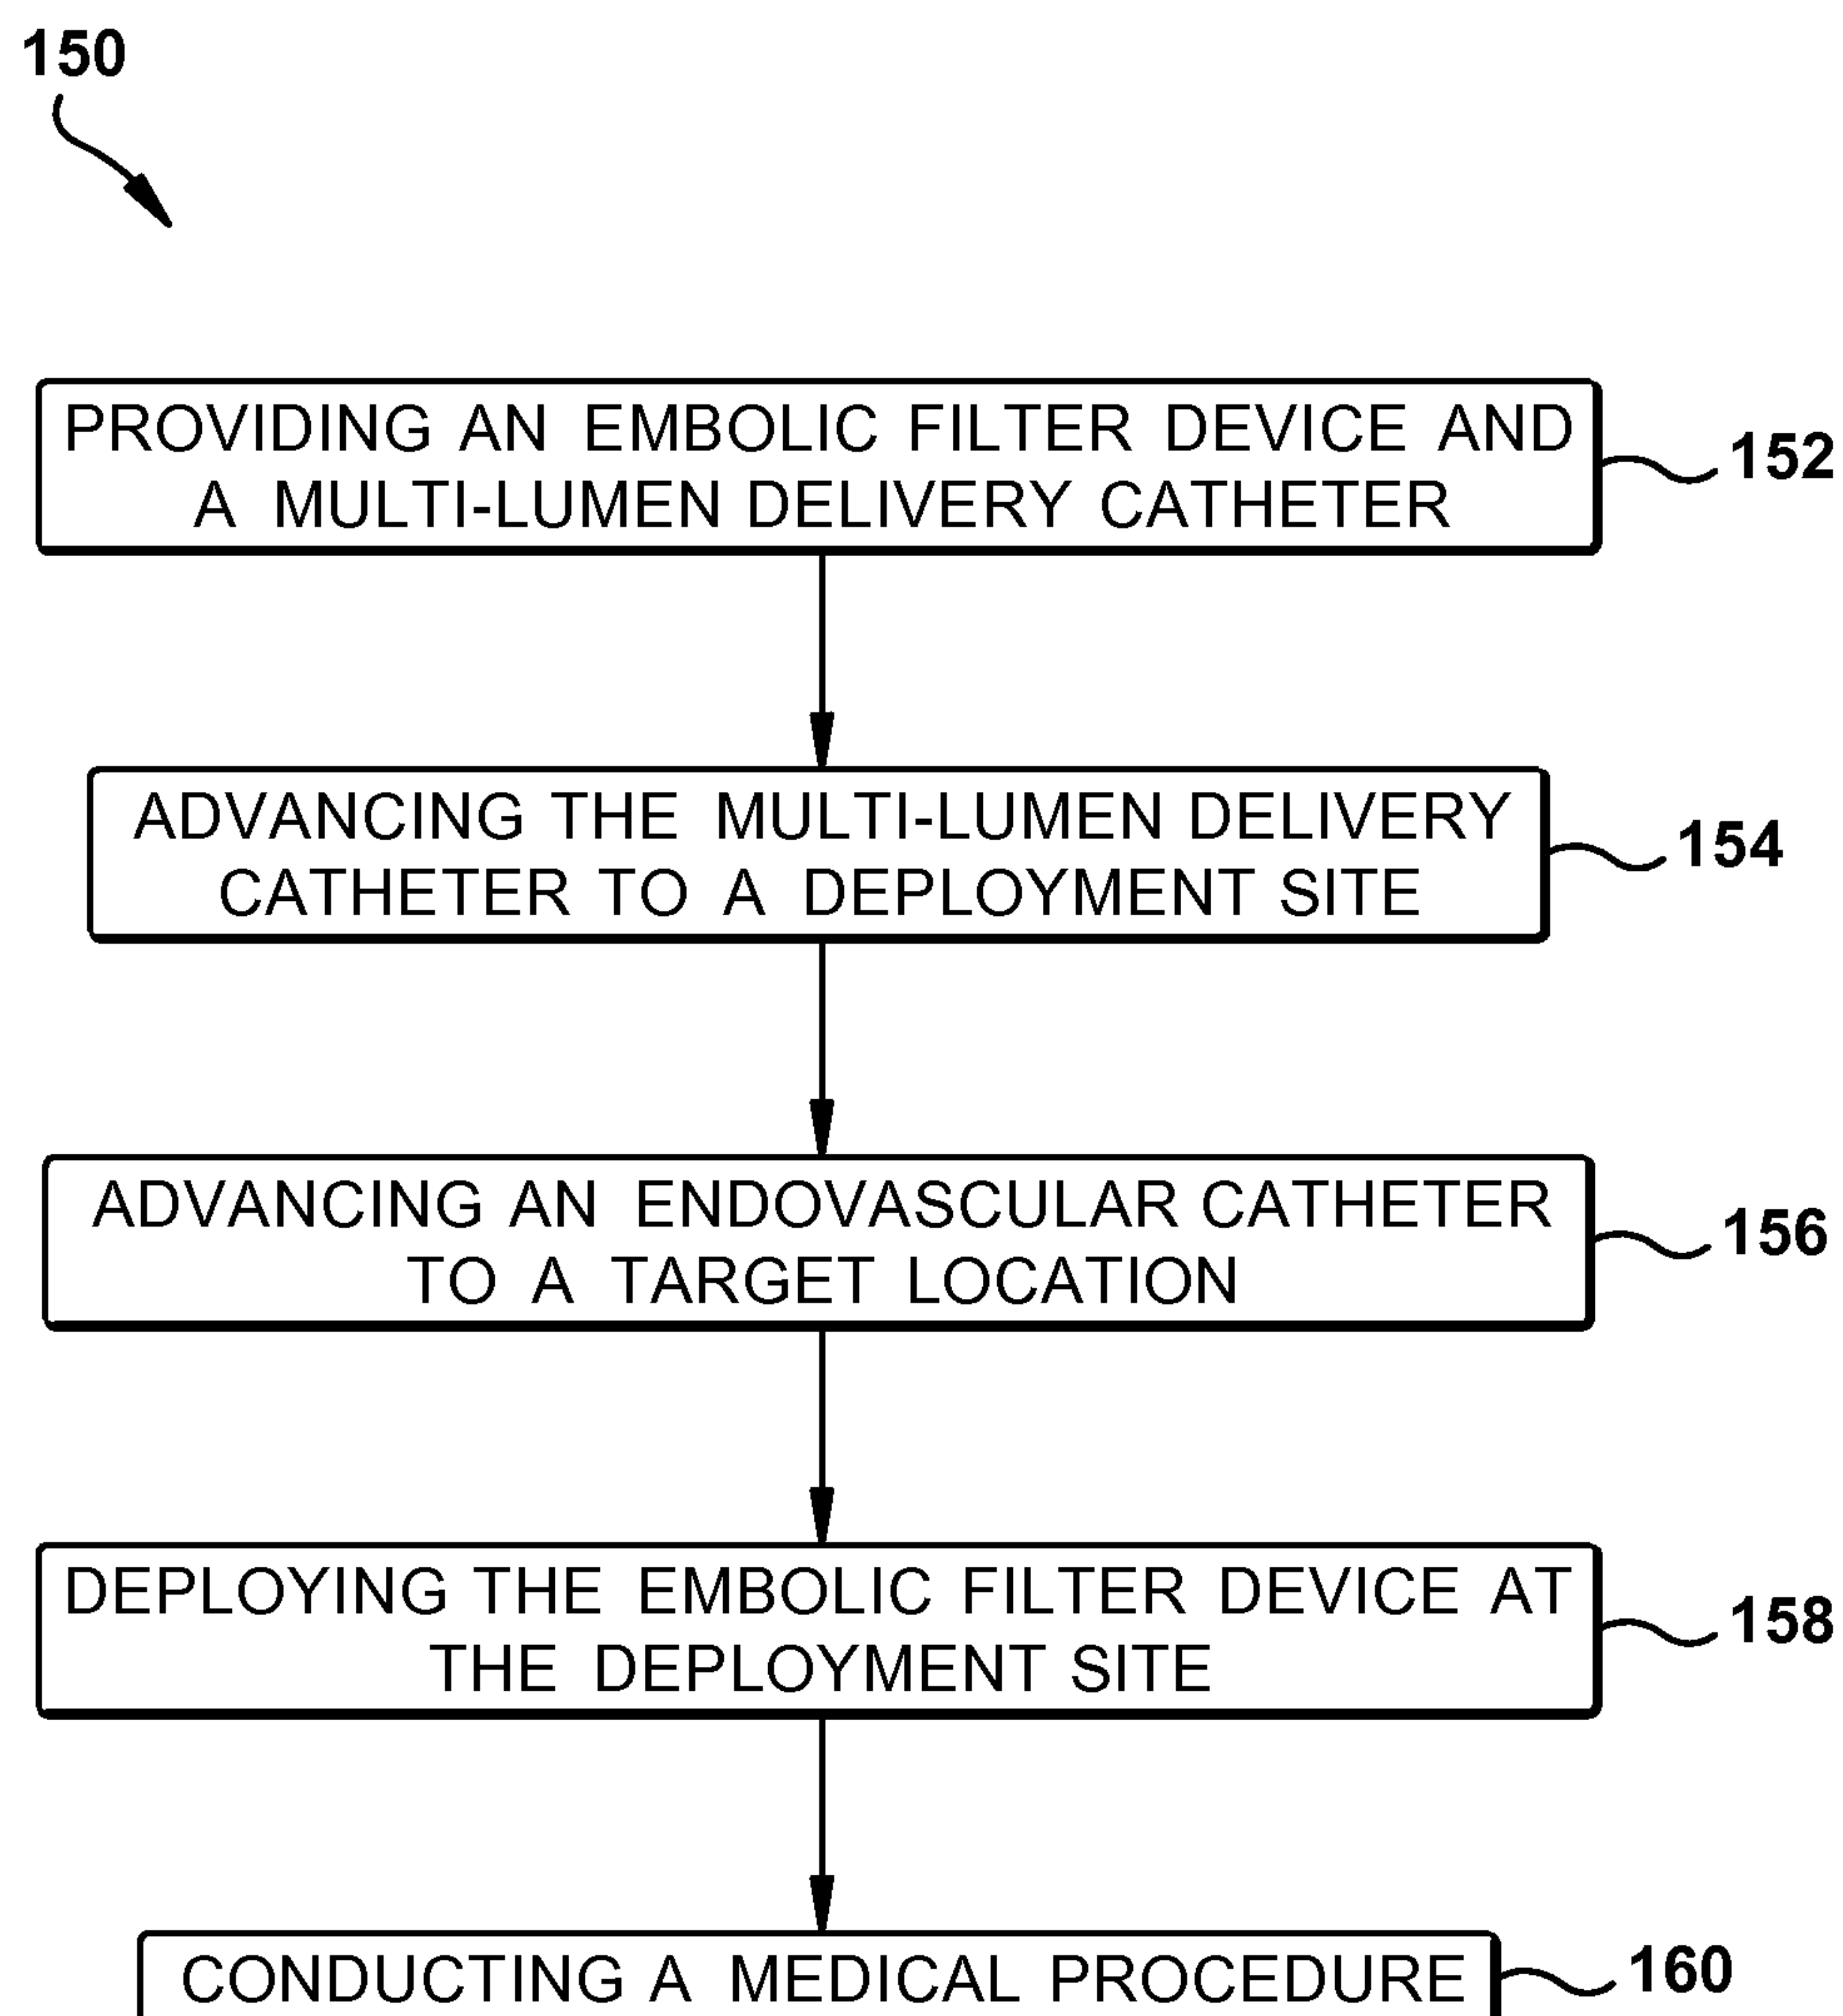 150
PROVIDING AN EMBOLIC FILTER DEVICE AND
A MULTI-LUMEN DELIVERY CATHETER
152
ADVANCING THE MULTI-LUMEN DELIVERY
CATHETER TO A DEPLOYMENT SITE
154
ADVANCING AN ENDOVASCULAR CATHETER
TO A TARGET LOCATION
156
DEPLOYING THE EMBOLIC FILTER DEVICE AT
THE DEPLOYMENT SITE
158
CONDUCTING A MEDICAL PROCEDURE
160